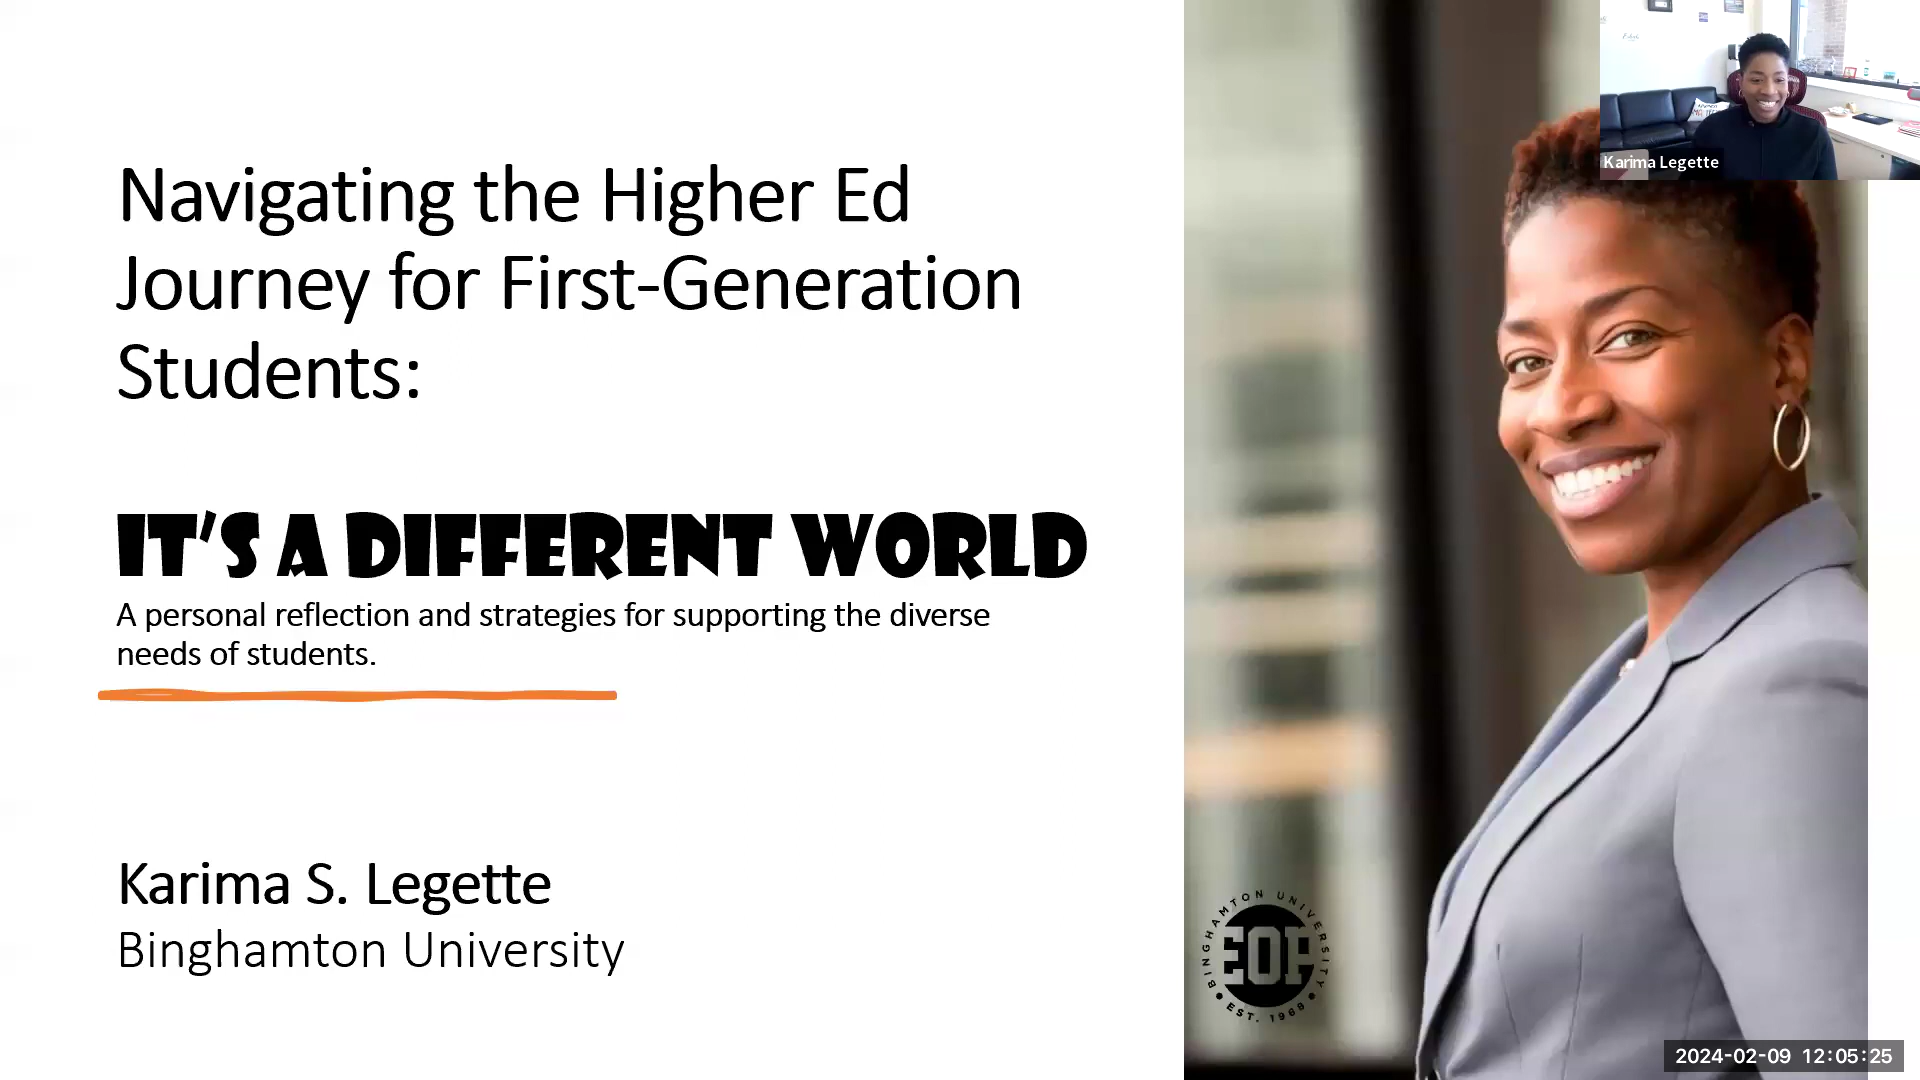 Navigating the Higher Ed
Journey for First-Generation
Students:
IT'S A DIFFERENT WORLD
A personal reflection and strategies for supporting the diverse
needs of students.
Karima S. Legette
Binghamton University
Karima Legette
BINGHAMTON UNIVERSITY
EOP
EST. 1968
2024-02-09 12:05:25